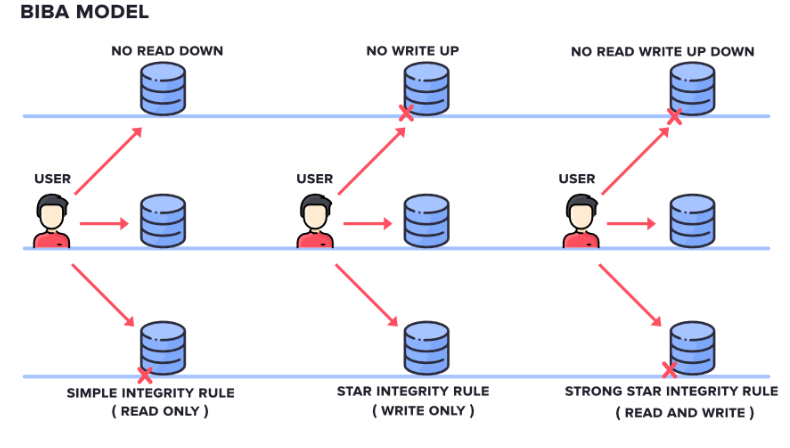 BIBA MODEL
NO READ DOWN
NO WRITE UP
NO READ WRITE UP DOWN
USER
USER
USER
SIMPLE INTEGRITY RULE
( READ ONLY )
STAR INTEGRITY RULE
( WRITE ONLY )
STRONG STAR INTEGRITY RULE
( READ AND WRITE )